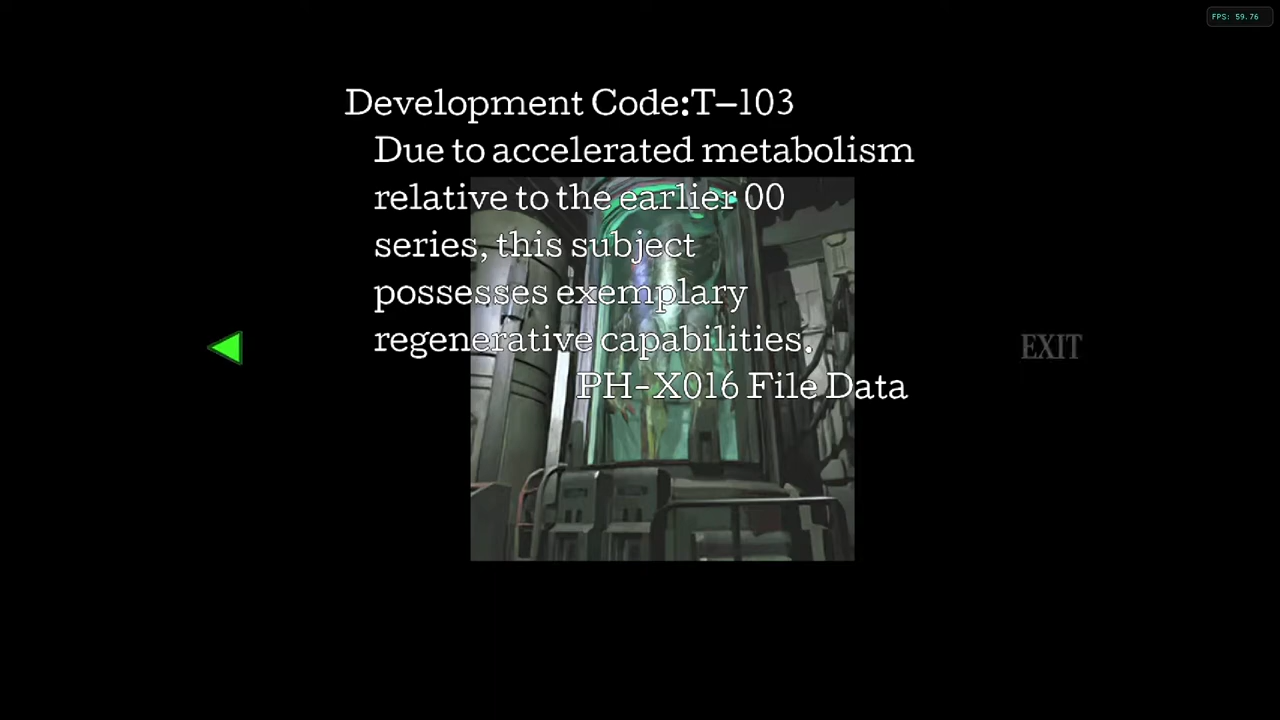 FPS: 59.76
Development Code:T-103
Due to accelerated metabolism
relative to the earlier 00
series, this subject
possesses exemplary
regenerative capabilities.
EXIT
PH-X016 File Data